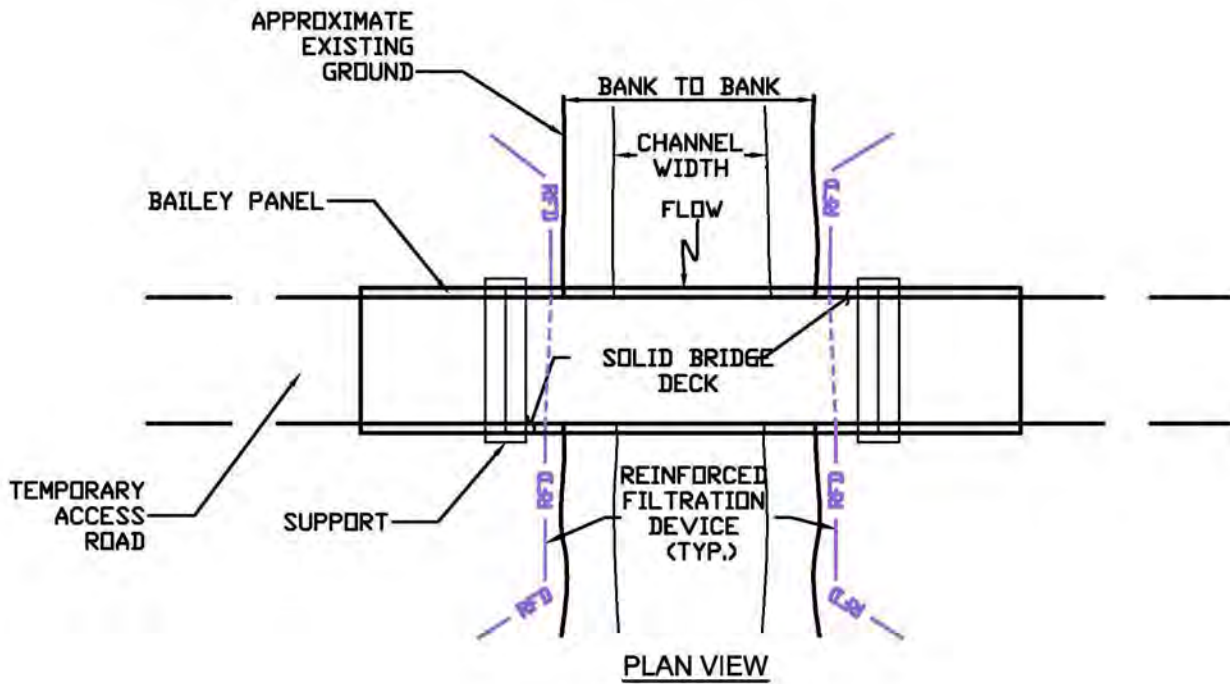 APPROXIMATE
EXISTING
GROUND
BANK TO BANK
CHANNEL
WIDTH
RFD
RFD
BAILEY PANEL
FLOW
SOLID BRIDGE
DECK
TEMPORARY
ACCESS
ROAD
SUPPORT
RFD
REINFORCED
FILTRATION
DEVICE
(TYP.)
RFD
RFD
RFD
PLAN VIEW